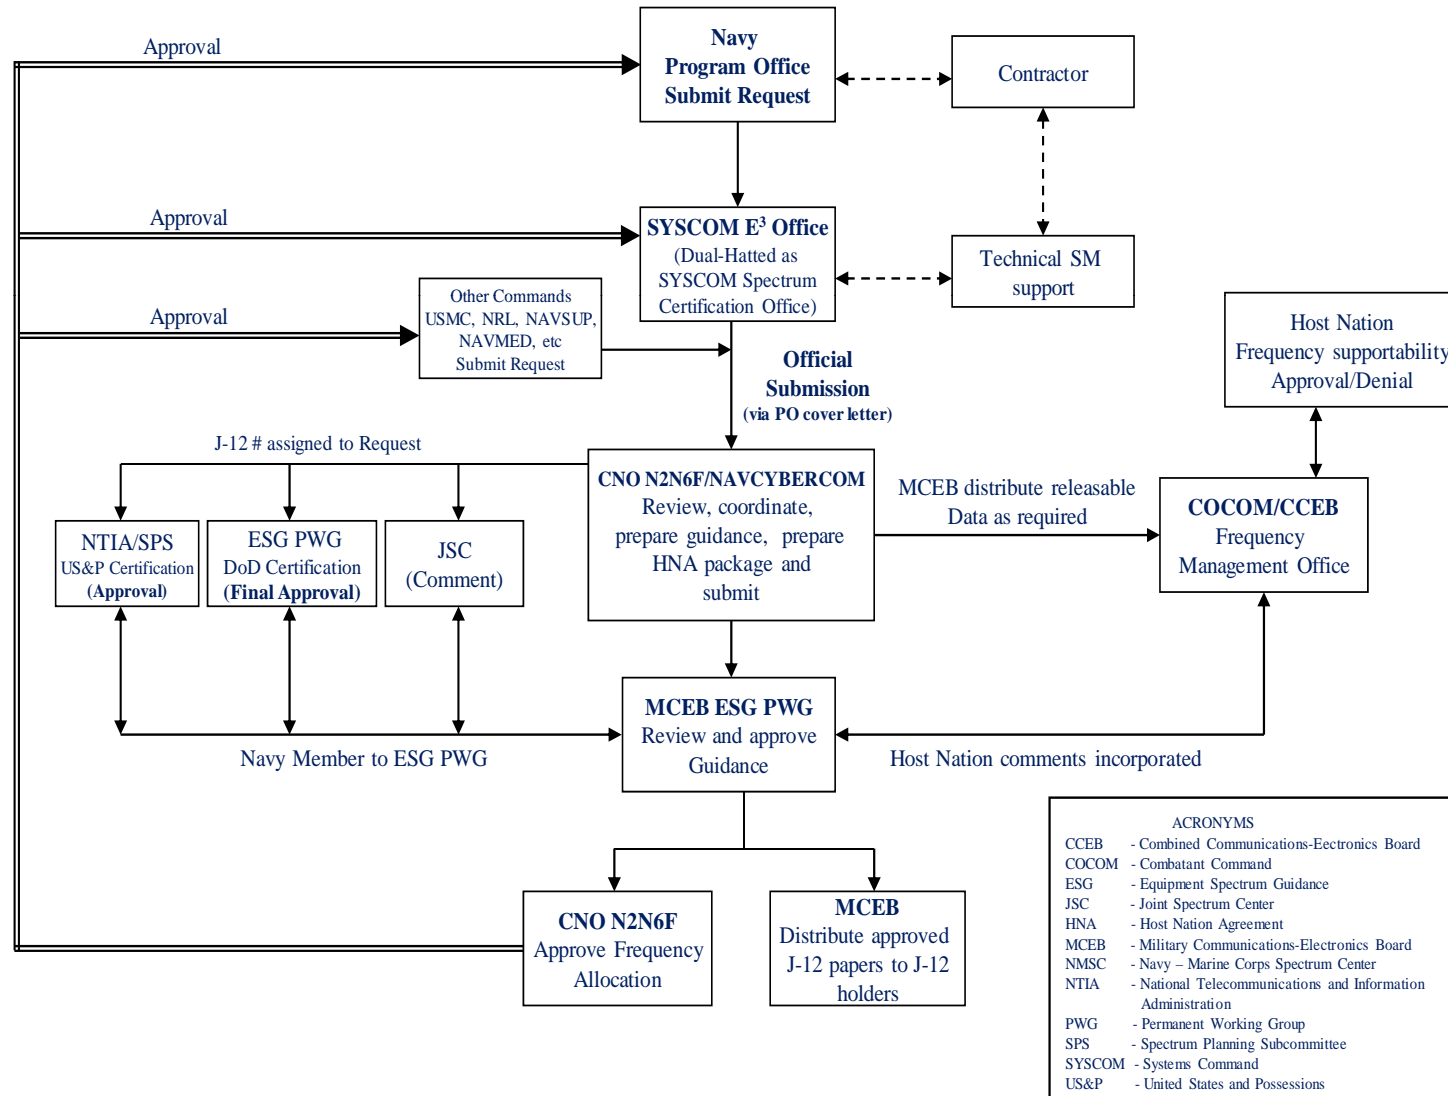 Approval
Navy
Program Office
Submit Request
Contractor
Approval
SYSCOM E³ Office
(Dual-Hatted as
SYSCOM Spectrum
Certification Office)
Technical SM
support
Approval
Other Commands
USMC, NRL, NAVSUP,
NAVMED, etc
Submit Request
Official
Submission
(via PO cover letter)
Host Nation
Frequency supportability
Approval/Denial
J-12 # assigned to Request
NTIA/SPS
US&P Certification
(Approval)
ESG PWG
DoD Certification
(Final Approval)
JSC
(Comment)
CNO N2N6F/NAVCYBERCOM
Review, coordinate,
prepare guidance, prepare
HNA package and
submit
MCEB distribute releasable
Data as required
COCOM/CCEB
Frequency
Management Office
Navy Member to ESG PWG
MCEB ESG PWG
Review and approve
Guidance
Host Nation comments incorporated
CNO N2N6F
Approve Frequency
Allocation
MCEB
Distribute approved
J-12 papers to J-12
holders
ACRONYMS
CCEB - Combined Communications-Eectronics Board
COCOM - Combatant Command
ESG - Equipment Spectrum Guidance
JSC - Joint Spectrum Center
HNA - Host Nation Agreement
MCEB - Military Communications-Electronics Board
NMSC - Navy – Marine Corps Spectrum Center
NTIA - National Telecommunications and Information
Administration
PWG - Permanent Working Group
SPS - Spectrum Planning Subcommittee
SYSCOM - Systems Command
US&P - United States and Possessions